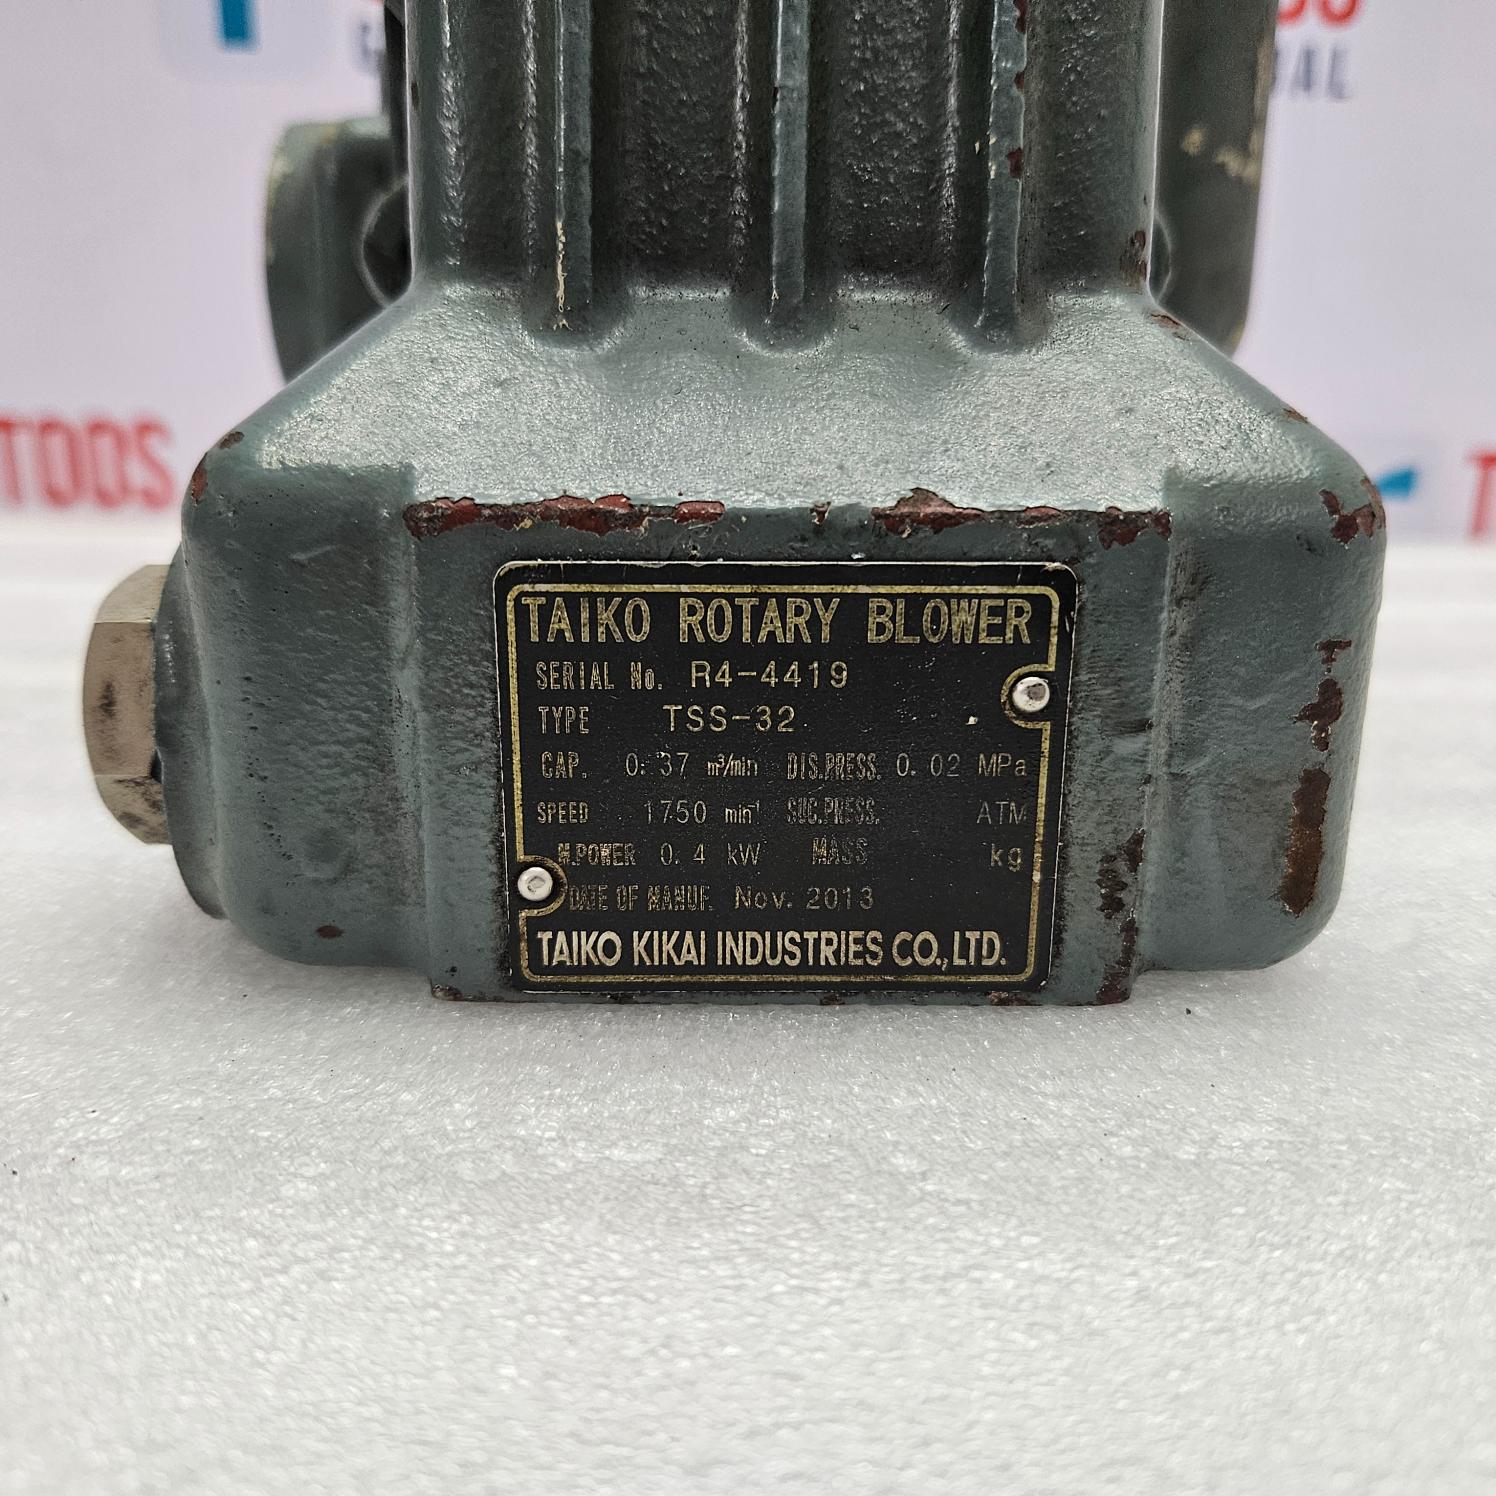 TOOS
TAIKO ROTARY BLOWER
SERIAL No. R4-4419
TYPE TSS-32
CAP. 0.37 m³/min DIS.PRESS. 0.02 MPa
SPEED 1750 min⁻¹ SUC.PRESS. ATM
M.POWER 0.4 kW MASS kg
DATE OF MANUF. Nov. 2013
TAIKO KIKAI INDUSTRIES CO.,LTD.